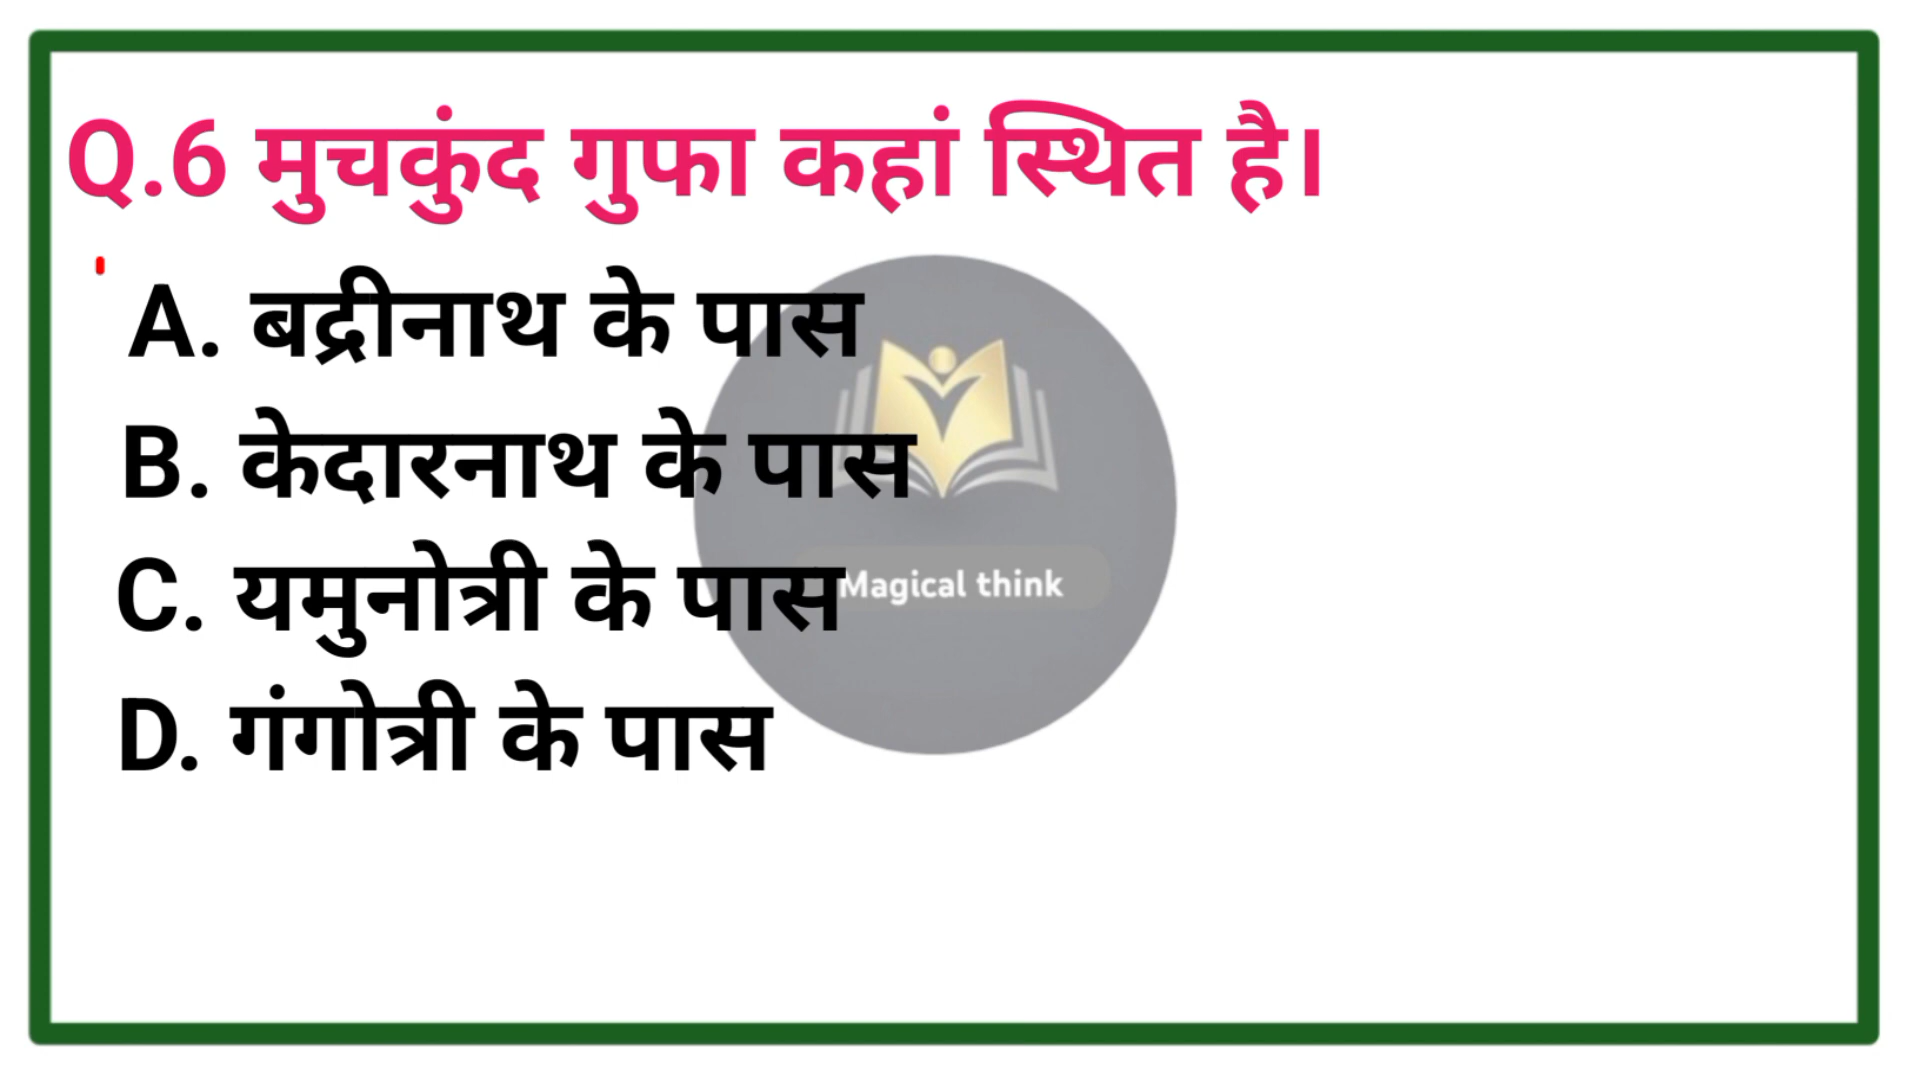 Q.6 मुचकुंद गुफा कहां स्थित है।
A. बद्रीनाथ के पास
B. केदारनाथ के पास
C. यमुनोत्री के पास
Magical think
D. गंगोत्री के पास